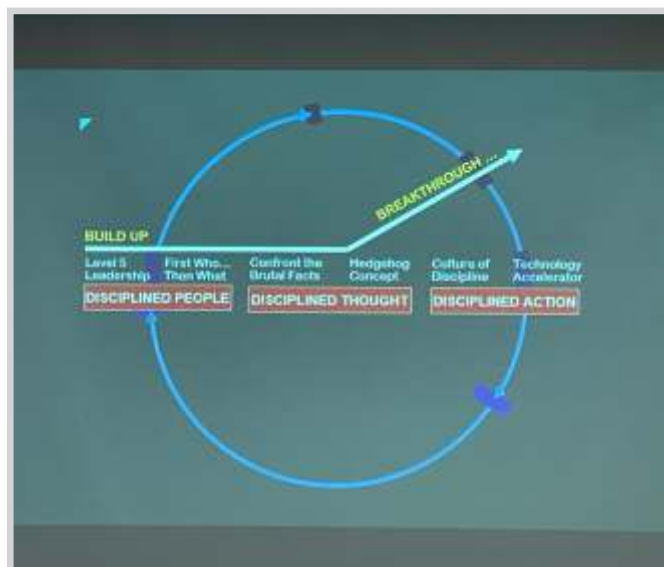 BREAKTHROUGH ...
BUILD UP
Level 5
Leadership
First Who...
Then What
Confront the
Brutal Facts
Hedgehog
Concept
Culture of
Discipline
Technology
Accelerator
DISCIPLINED PEOPLE
DISCIPLINED THOUGHT
DISCIPLINED ACTION